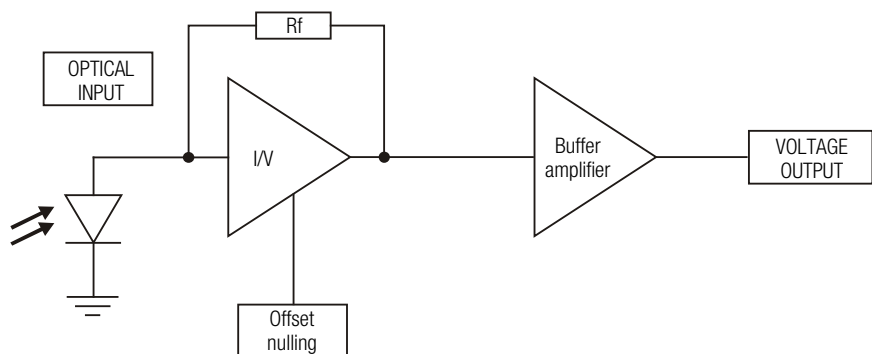 Rf
OPTICAL
INPUT
I/V
Buffer
amplifier
VOLTAGE
OUTPUT
Offset
nulling